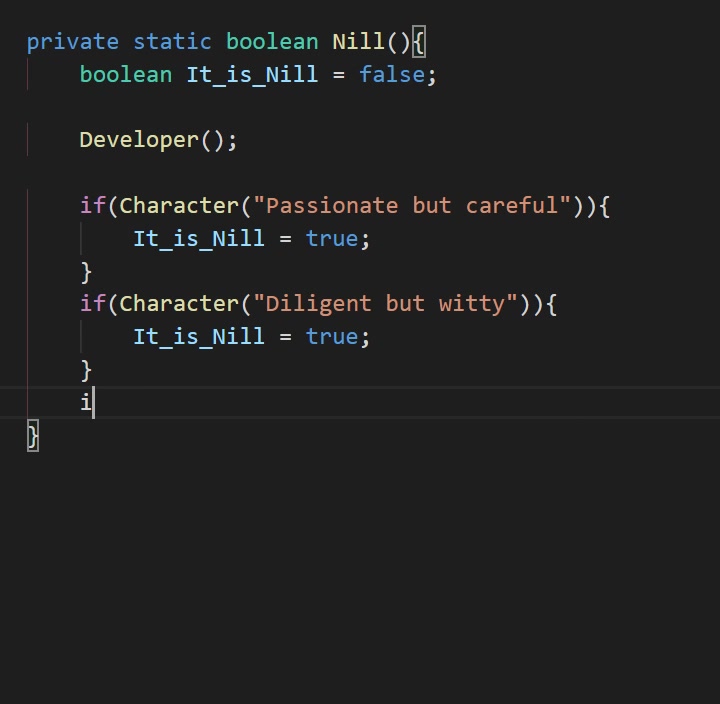 private static boolean Nill(){
    boolean It_is_Nill = false;

    Developer();

    if(Character("Passionate but careful")){
        It_is_Nill = true;
    }
    if(Character("Diligent but witty")){
        It_is_Nill = true;
    }
    i
}